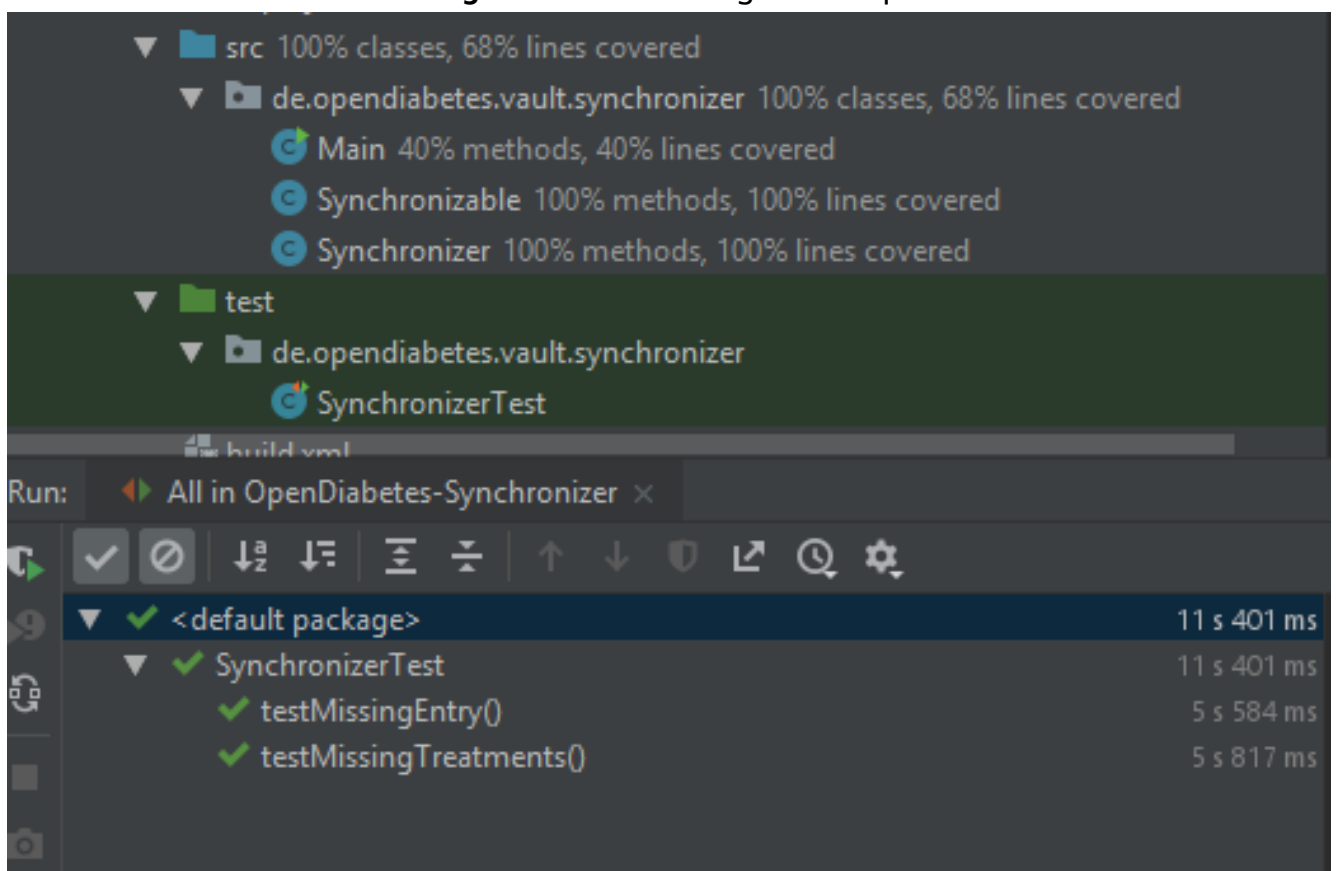 src 100% classes, 68% lines covered
de.opendiabetes.vault.synchronizer 100% classes, 68% lines covered
Main 40% methods, 40% lines covered
Synchronizable 100% methods, 100% lines covered
Synchronizer 100% methods, 100% lines covered
test
de.opendiabetes.vault.synchronizer
SynchronizerTest
build.xml
Run: All in OpenDiabetes-Synchronizer
<default package> 11 s 401 ms
SynchronizerTest 11 s 401 ms
testMissingEntry() 5 s 584 ms
testMissingTreatments() 5 s 817 ms